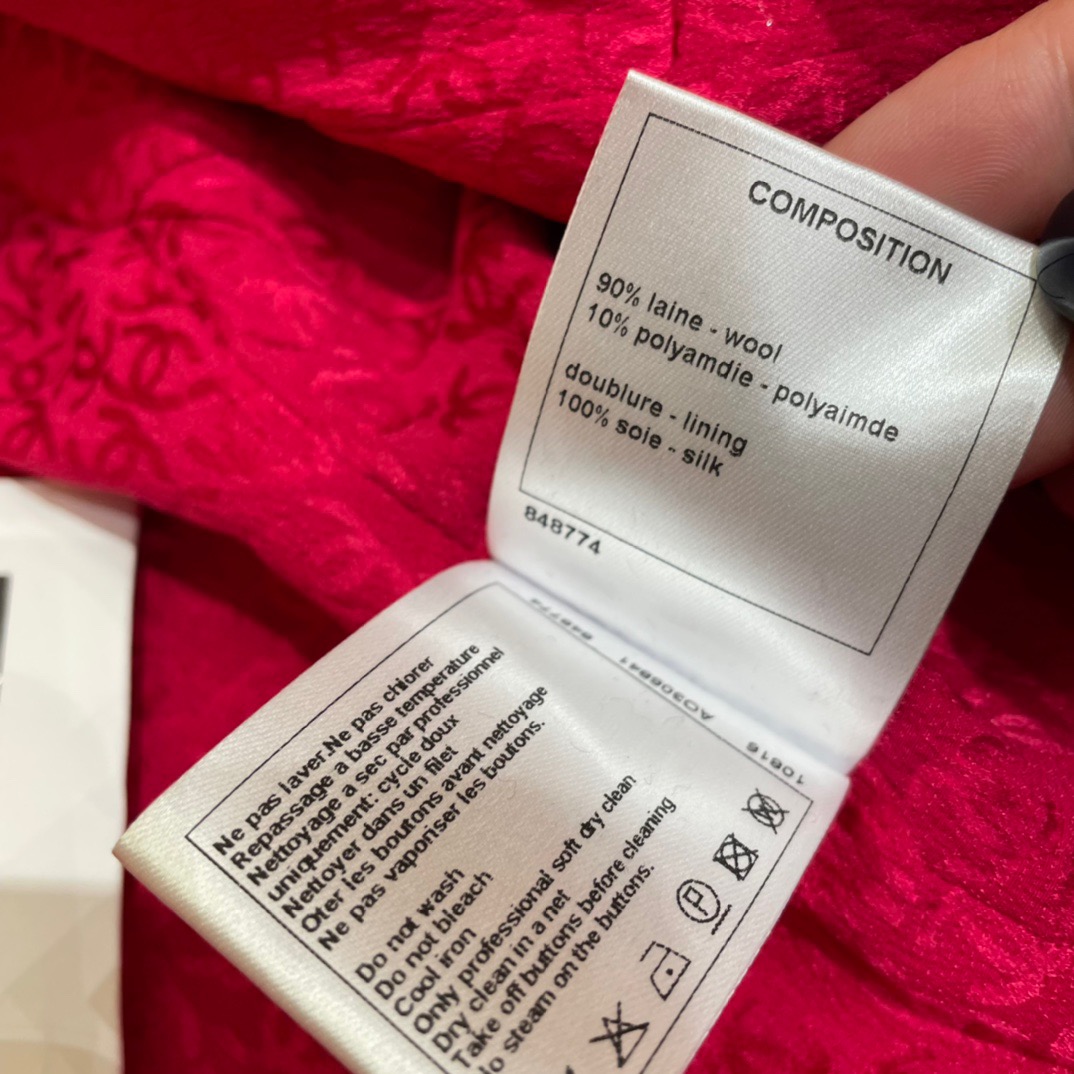 COMPOSITION
90% laine - wool
10% polyamdie - polyaimde
doublure - lining
100% soie - silk
848774
848774
AO306841
10816
Ne pas laver.Ne pas chlorer
Repassage a basse temperature
Nettoyage a sec par professionnel
uniquement: cycle doux
Nettoyer dans un filet
Oter les boutons avant nettoyage
Ne pas vaporiser les boutons.
Do not wash
Do not bleach
Cool iron
Only professional soft dry clean
Dry clean in a net
Take off buttons before cleaning
No steam on the buttons.
P